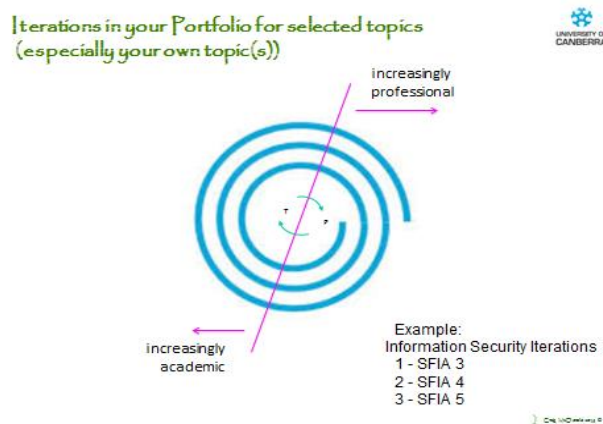 Iterations in your Portfolio for selected topics
(especially your own topic(s))
UNIVERSITY OF
CANBERRA
increasingly
professional
T
P
increasingly
academic
Example:
Information Security Iterations
1 - SFIA 3
2 - SFIA 4
3 - SFIA 5